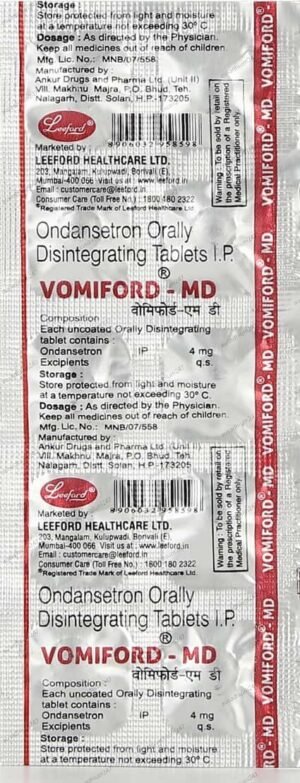 Storage :
Store protected from light and moisture
at a temperature not exceeding 30° C.
Dosage : As directed by the Physician.
Keep all medicines out of reach of children.
Mfg. Lic. No.: MNB/07/558
Manufactured by :
Ankur Drugs and Pharma Ltd. (Unit II)
Vill. Makhnu Majra, P.O. Bhud, Teh.
Nalagarh, Distt. Solan, H.P-173205
Leeford®
8906032958598
Marketed by :
LEEFORD HEALTHCARE LTD.
203, Mangalam, Kulupwadi, Borivali (E),
Mumbai-400 066 Visit us at : www.leeford.in
Email : customercare@leeford.in
Consumer Care (Toll Free No.) : 1800 180 2322
®Registered Trade Mark of Leeford Healthcare Ltd.
Warning : To be sold by retail on
the prescription of a Registered
Medical Practitioner only.
Ondansetron Orally
Disintegrating Tablets I.P.
VOMIFORD® - MD
वोमिफोर्ड-एम डी
Composition :
Each uncoated Orally Disintegrating
tablet contains :
Ondansetron IP 4 mg
Excipients q.s.
Storage :
Store protected from light and moisture
at a temperature not exceeding 30° C.
Dosage : As directed by the Physician.
Keep all medicines out of reach of children.
Mfg. Lic. No.: MNB/07/558
Manufactured by :
Ankur Drugs and Pharma Ltd. (Unit II)
Vill. Makhnu Majra, P.O. Bhud, Teh.
Nalagarh, Distt. Solan, H.P-173205
Leeford®
8906032958598
Marketed by :
LEEFORD HEALTHCARE LTD.
203, Mangalam, Kulupwadi, Borivali (E),
Mumbai-400 066 Visit us at : www.leeford.in
Email : customercare@leeford.in
Consumer Care (Toll Free No.) : 1800 180 2322
®Registered Trade Mark of Leeford Healthcare Ltd.
Warning : To be sold by retail on
the prescription of a Registered
Medical Practitioner only.
Ondansetron Orally
Disintegrating Tablets I.P.
VOMIFORD® - MD
वोमिफोर्ड-एम डी
Composition :
Each uncoated Orally Disintegrating
tablet contains :
Ondansetron IP 4 mg
Excipients q.s.
Storage :
Store protected from light and moisture
at a temperature not exceeding 30° C.
VOMIFORD® - MD VOMIFORD® - MD VOMIFORD® - MD VOMIFORD® - MD VOMIFORD® - MD